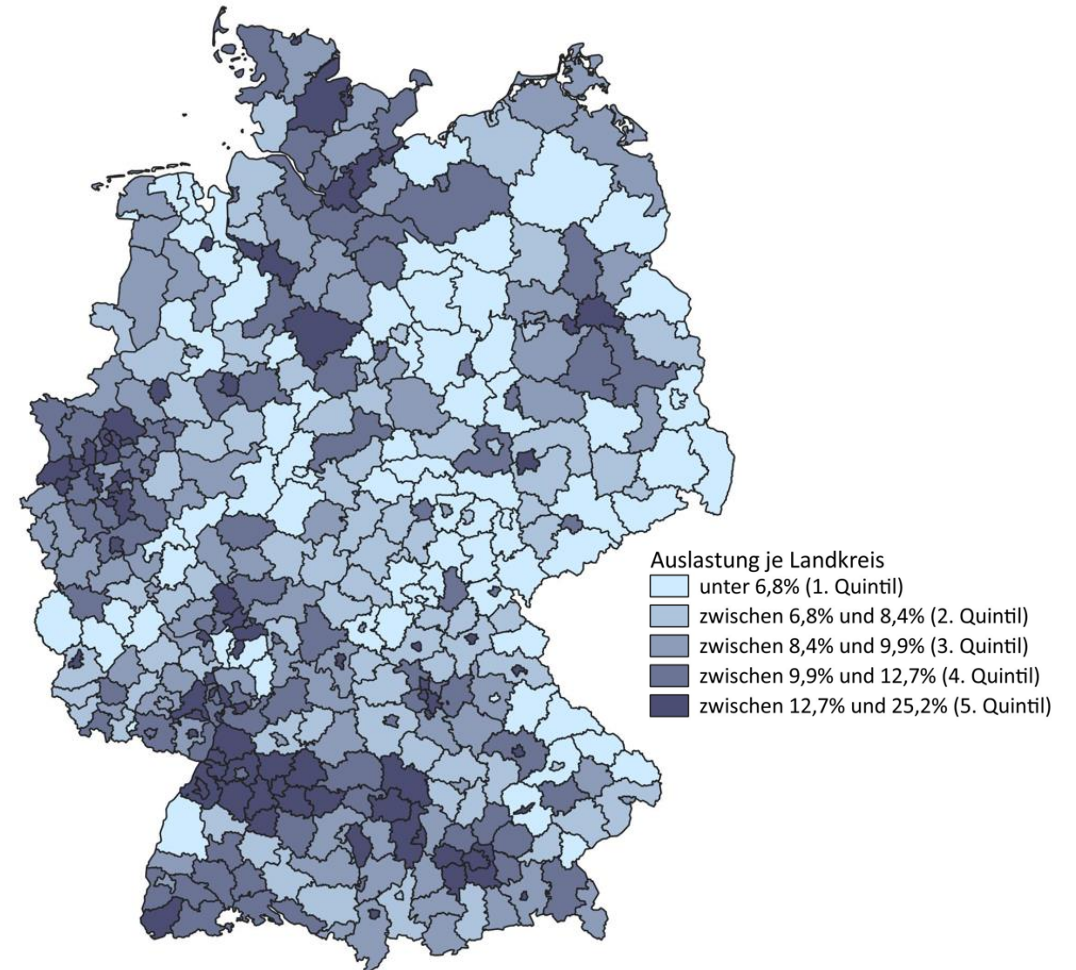 Auslastung je Landkreis
unter 6,8% (1. Quintil)
zwischen 6,8% und 8,4% (2. Quintil)
zwischen 8,4% und 9,9% (3. Quintil)
zwischen 9,9% und 12,7% (4. Quintil)
zwischen 12,7% und 25,2% (5. Quintil)